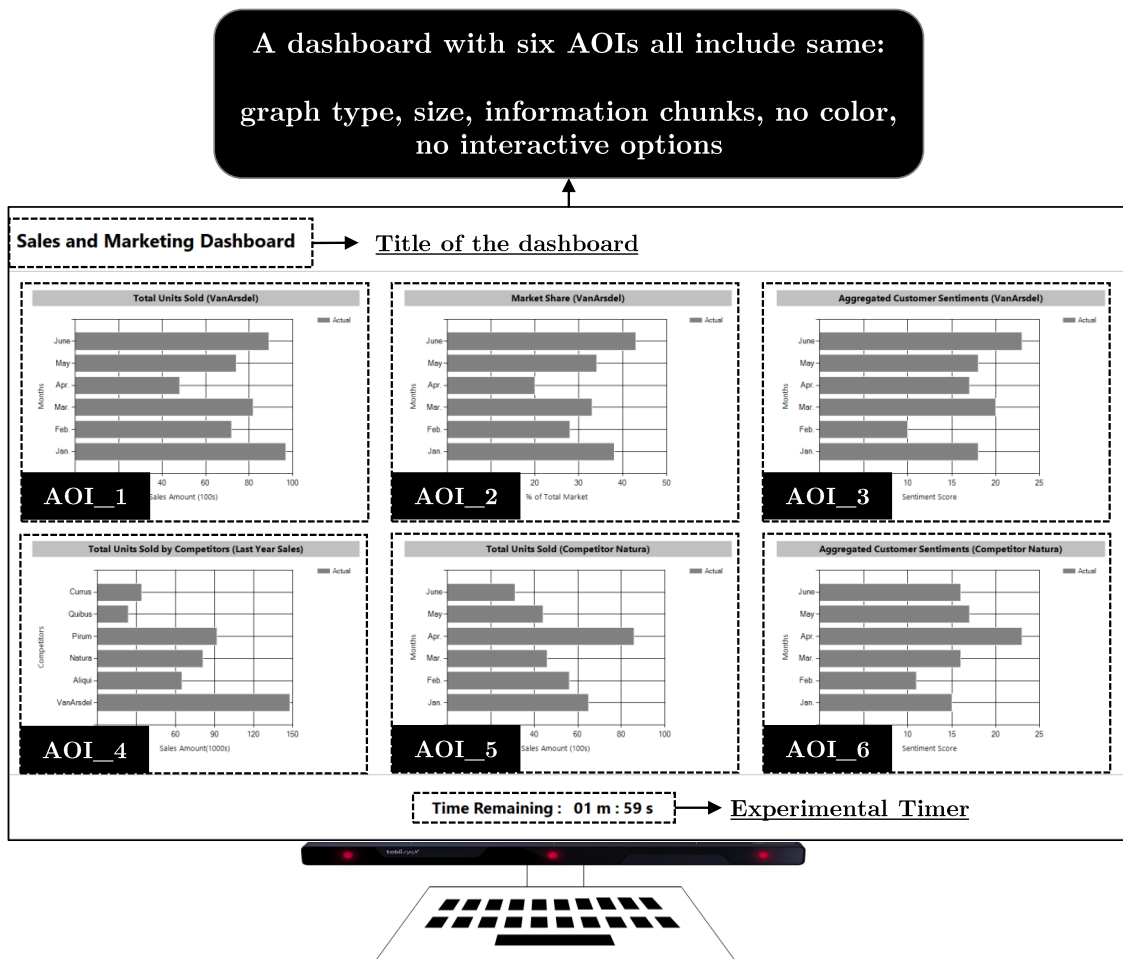 A dashboard with six AOIs all include same:
graph type, size, information chunks, no color,
no interactive options
Sales and Marketing Dashboard
Title of the dashboard
Total Units Sold (VanArsdel)
Actual
Months
June
May
Apr.
Mar.
Feb.
Jan.
40 60 80 100
Sales Amount (100s)
AOI_1
Market Share (VanArsdel)
Actual
Months
June
May
Apr.
Mar.
Feb.
Jan.
20 30 40 50
% of Total Market
AOI_2
Aggregated Customer Sentiments (VanArsdel)
Actual
Months
June
May
Apr.
Mar.
Feb.
Jan.
10 15 20 25
Sentiment Score
AOI_3
Total Units Sold by Competitors (Last Year Sales)
Actual
Competitors
Currus
Quibus
Pirum
Natura
Aliqui
VanArsdel
60 90 120 150
Sales Amount(1000s)
AOI_4
Total Units Sold (Competitor Natura)
Actual
Months
June
May
Apr.
Mar.
Feb.
Jan.
40 60 80 100
Sales Amount (100s)
AOI_5
Aggregated Customer Sentiments (Competitor Natura)
Actual
Months
June
May
Apr.
Mar.
Feb.
Jan.
10 15 20 25
Sentiment Score
AOI_6
Time Remaining : 01 m : 59 s
Experimental Timer